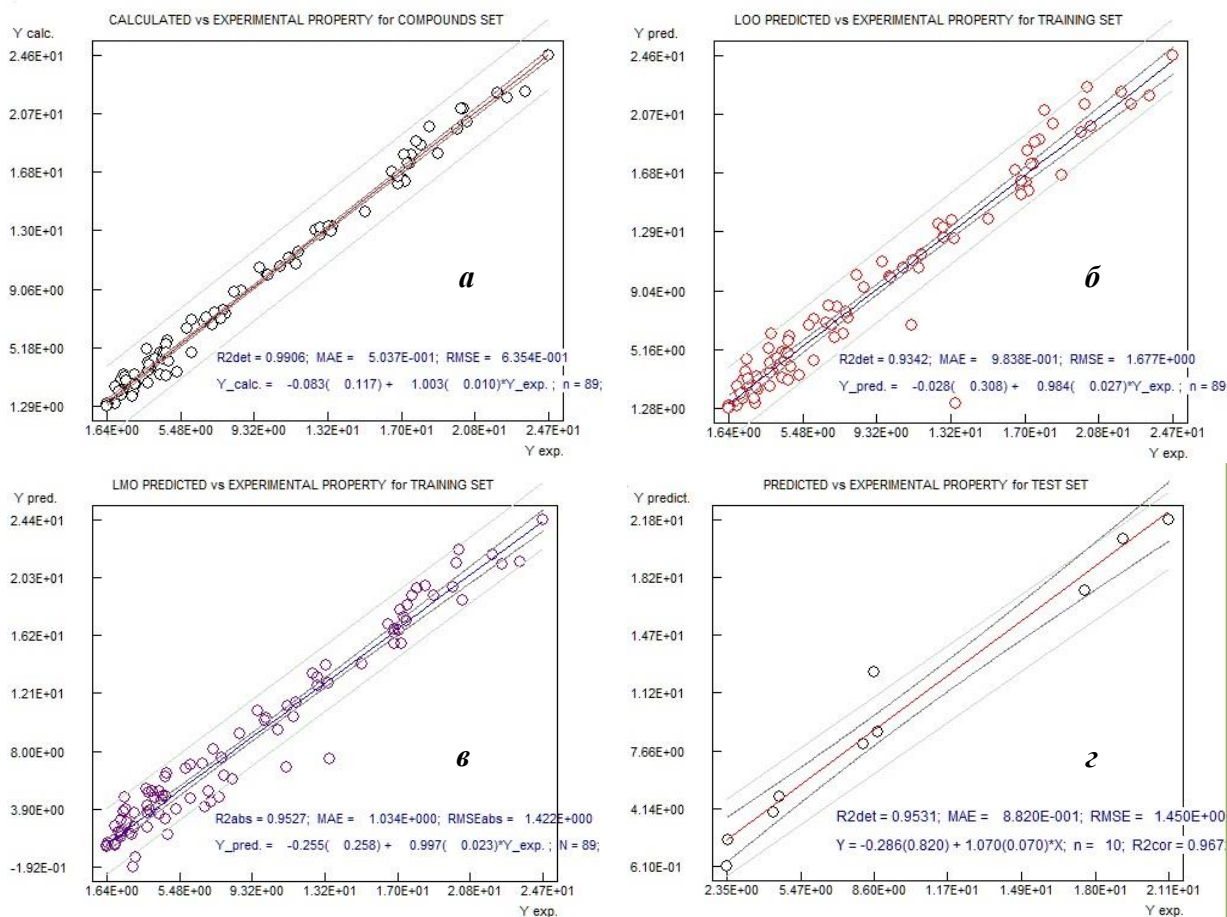 CALCULATED vs EXPERIMENTAL PROPERTY for COMPOUNDS SET
Y calc.
2.46E+01
2.07E+01
1.68E+01
1.30E+01
9.06E+00
5.18E+00
1.29E+00
а
R2det = 0.9906; MAE = 5.037E-001; RMSE = 6.354E-001
Y_calc. = -0.083( 0.117) + 1.003( 0.010)*Y_exp. ; n = 89;
1.64E+00 5.48E+00 9.32E+00 1.32E+01 1.70E+01 2.08E+01 2.47E+01
Y exp.
LOO PREDICTED vs EXPERIMENTAL PROPERTY for TRAINING SET
Y pred.
2.46E+01
2.07E+01
1.68E+01
1.29E+01
9.04E+00
5.16E+00
1.28E+00
б
R2det = 0.9342; MAE = 9.838E-001; RMSE = 1.677E+000
Y_pred. = -0.028( 0.308) + 0.984( 0.027)*Y_exp. ; n = 89
1.64E+00 5.48E+00 9.32E+00 1.32E+01 1.70E+01 2.08E+01 2.47E+01
Y exp.
LMO PREDICTED vs EXPERIMENTAL PROPERTY for TRAINING SET
Y pred.
2.44E+01
2.03E+01
1.62E+01
1.21E+01
8.00E+00
3.90E+00
-1.92E-01
в
R2abs = 0.9527; MAE = 1.034E+000; RMSEabs = 1.422E+000
Y_pred. = -0.255( 0.258) + 0.997( 0.023)*Y_exp. ; N = 89;
1.64E+00 5.48E+00 9.32E+00 1.32E+01 1.70E+01 2.08E+01 2.47E+01
Y exp.
PREDICTED vs EXPERIMENTAL PROPERTY for TEST SET
Y predict.
2.18E+01
1.82E+01
1.47E+01
1.12E+01
7.66E+00
4.14E+00
6.10E-01
г
R2det = 0.9531; MAE = 8.820E-001; RMSE = 1.450E+00
Y = -0.286(0.820) + 1.070(0.070)*X; n = 10; R2cor = 0.967
2.35E+00 5.47E+00 8.60E+00 1.17E+01 1.49E+01 1.80E+01 2.11E+01
Y exp.